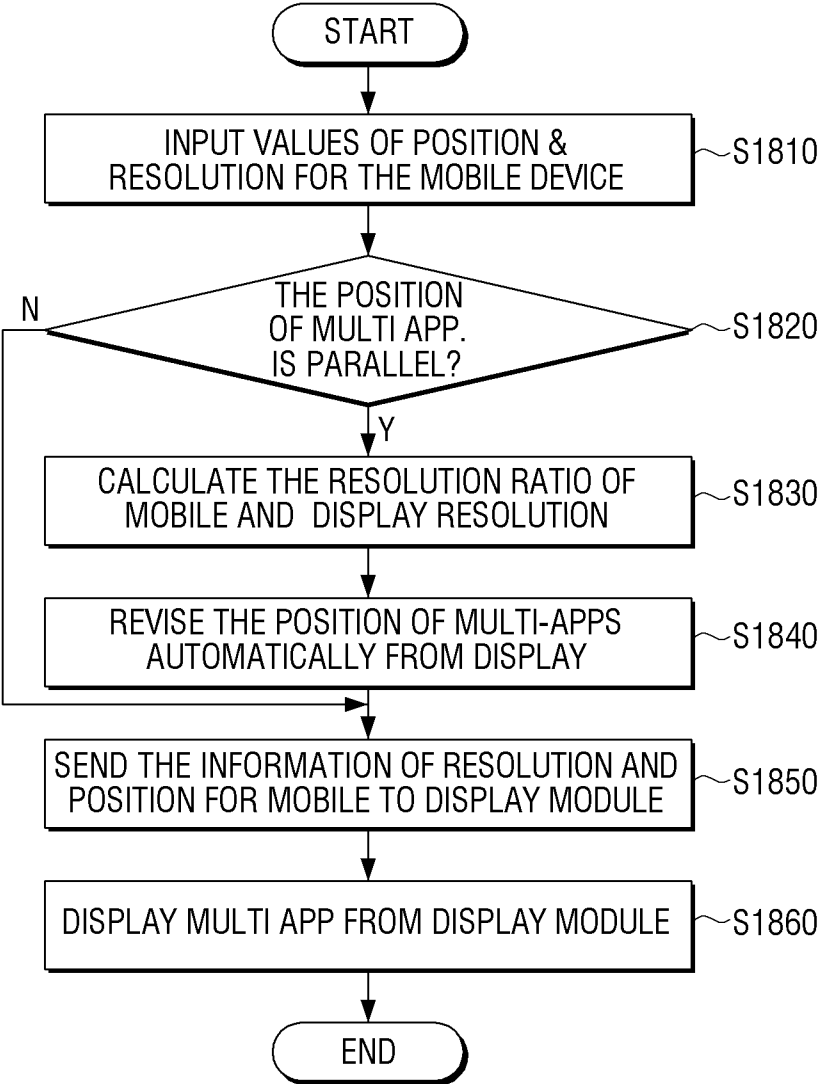 START
INPUT VALUES OF POSITION &
RESOLUTION FOR THE MOBILE DEVICE
S1810
THE POSITION
OF MULTI APP.
IS PARALLEL?
N
S1820
Y
CALCULATE THE RESOLUTION RATIO OF
MOBILE AND DISPLAY RESOLUTION
S1830
REVISE THE POSITION OF MULTI-APPS
AUTOMATICALLY FROM DISPLAY
S1840
SEND THE INFORMATION OF RESOLUTION AND
POSITION FOR MOBILE TO DISPLAY MODULE
S1850
DISPLAY MULTI APP FROM DISPLAY MODULE
S1860
END